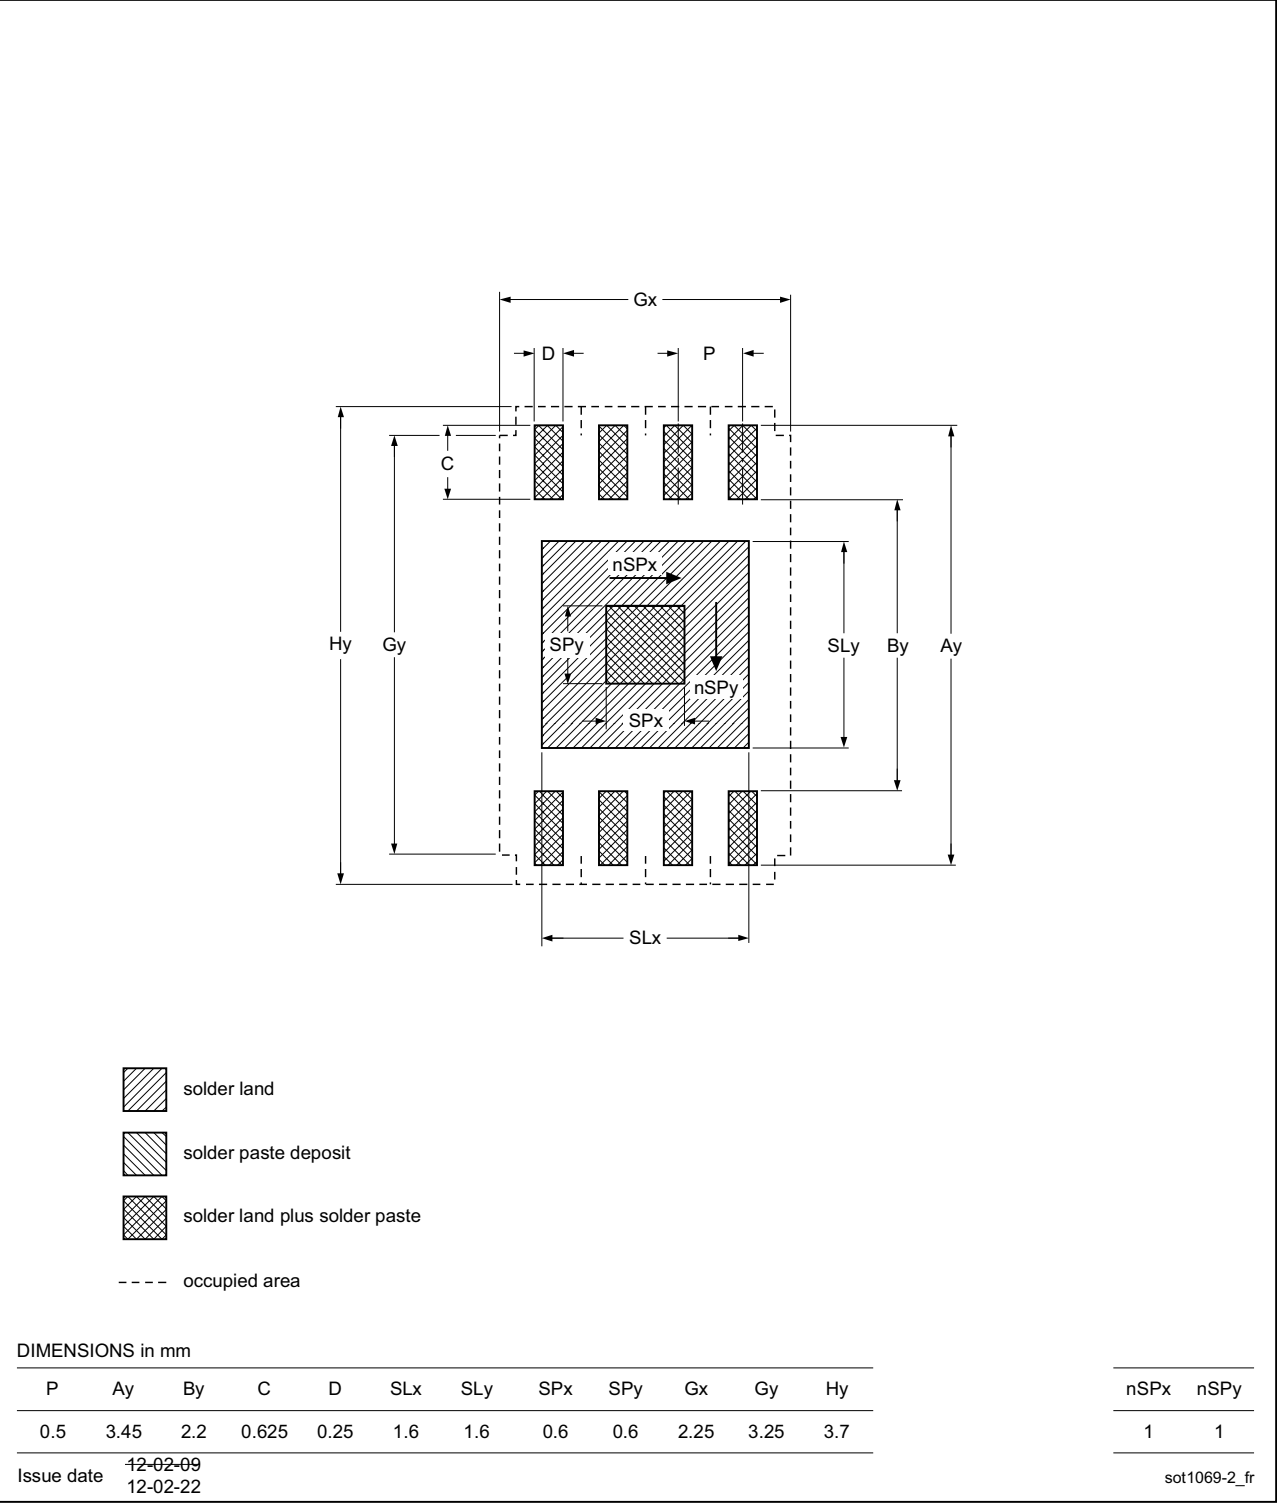 Gx
D
P
C
nSPx
Hy
Gy
SPy
SLy
By
Ay
nSPy
SPx
SLx
solder land
solder paste deposit
solder land plus solder paste
occupied area
DIMENSIONS in mm
P Ay By C D SLx SLy SPx SPy Gx Gy Hy nSPx nSPy
0.5 3.45 2.2 0.625 0.25 1.6 1.6 0.6 0.6 2.25 3.25 3.7 1 1
12-02-09
Issue date
12-02-22
sot1069-2_fr